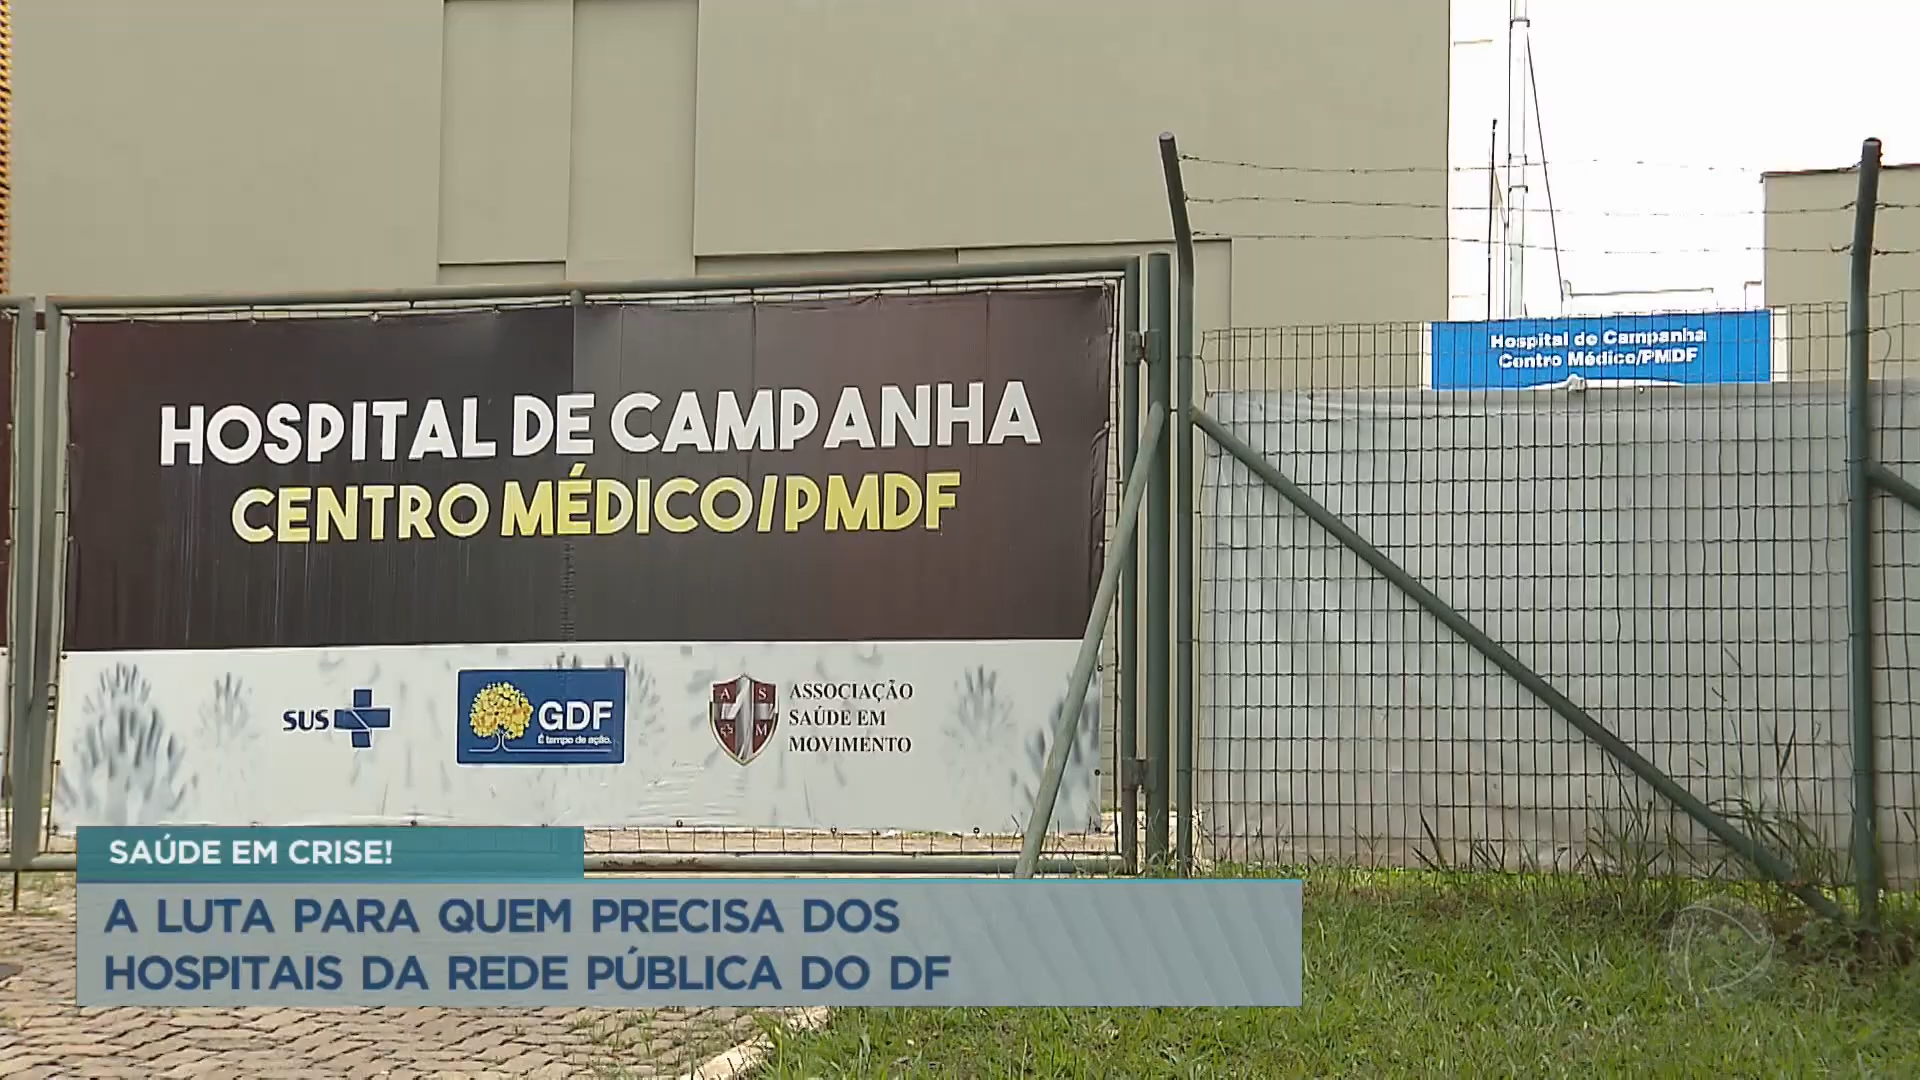 HOSPITAL DE CAMPANHA
CENTRO MÉDICO/PMDF
SUS
GDF
É tempo de ação.
A S
S M
ASSOCIAÇÃO
SAÚDE EM
MOVIMENTO
Hospital de Campanha
Centro Médico/PMDF
SAÚDE EM CRISE!
A LUTA PARA QUEM PRECISA DOS
HOSPITAIS DA REDE PÚBLICA DO DF